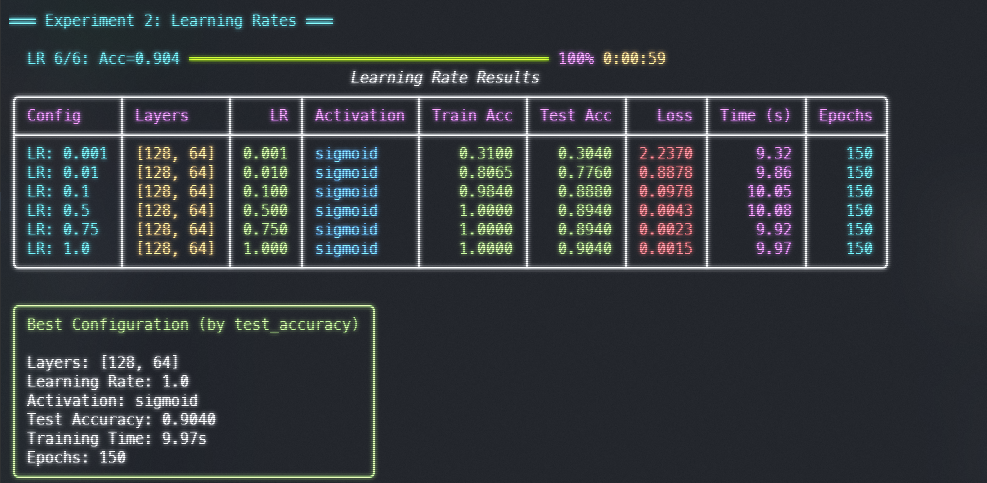 ═══ Experiment 2: Learning Rates ═══
LR 6/6: Acc=0.904 100% 0:00:59
Learning Rate Results
Config Layers LR Activation Train Acc Test Acc Loss Time (s) Epochs
LR: 0.001 [128, 64] 0.001 sigmoid 0.3100 0.3040 2.2370 9.32 150
LR: 0.01 [128, 64] 0.010 sigmoid 0.8065 0.7760 0.8878 9.86 150
LR: 0.1 [128, 64] 0.100 sigmoid 0.9840 0.8880 0.0978 10.05 150
LR: 0.5 [128, 64] 0.500 sigmoid 1.0000 0.8940 0.0043 10.08 150
LR: 0.75 [128, 64] 0.750 sigmoid 1.0000 0.8940 0.0023 9.92 150
LR: 1.0 [128, 64] 1.000 sigmoid 1.0000 0.9040 0.0015 9.97 150
Best Configuration (by test_accuracy)
Layers: [128, 64]
Learning Rate: 1.0
Activation: sigmoid
Test Accuracy: 0.9040
Training Time: 9.97s
Epochs: 150